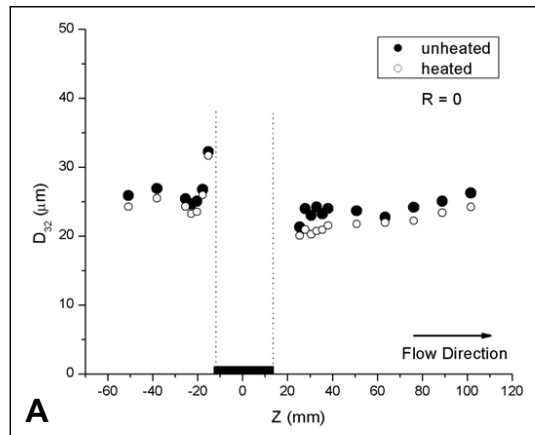 50
40
30
20
10
0
D32 (μm)
unheated
heated
R = 0
Flow Direction
A
-60 -40 -20 0 20 40 60 80 100 120
Z (mm)